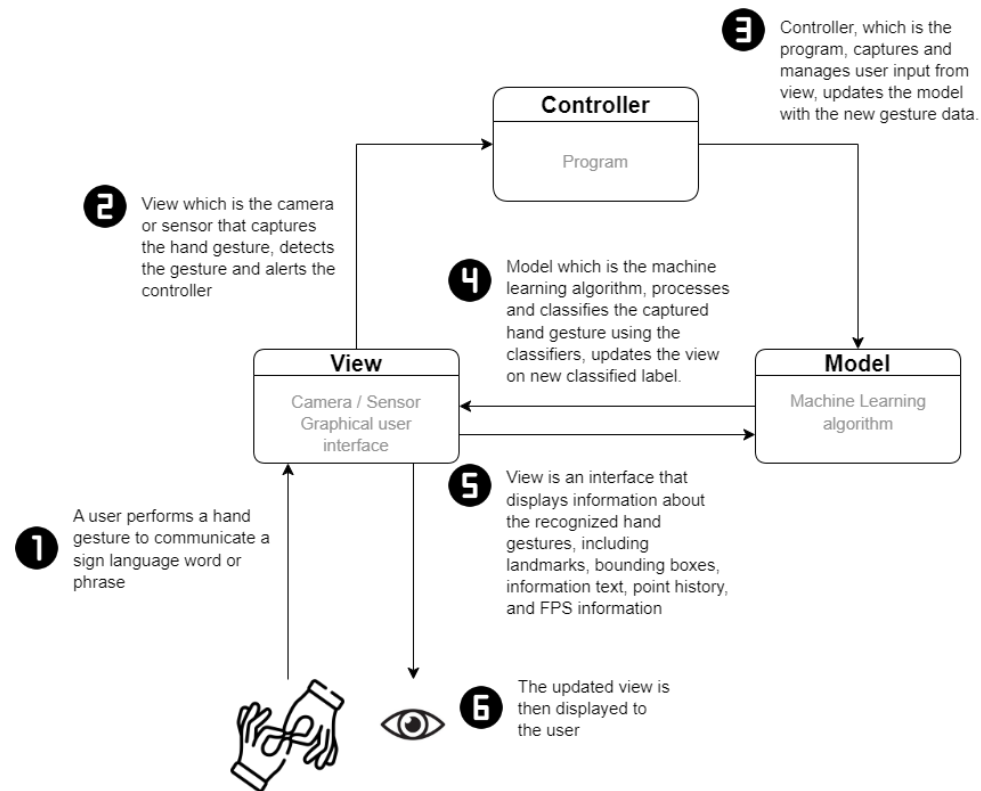 3
Controller, which is the
program, captures and
manages user input from
view, updates the model
with the new gesture data.
Controller
Program
2
View which is the camera
or sensor that captures
the hand gesture, detects
the gesture and alerts the
controller
4
Model which is the machine
learning algorithm, processes
and classifies the captured
hand gesture using the
classifiers, updates the view
on new classified label.
View
Camera / Sensor
Graphical user
interface
Model
Machine Learning
algorithm
5
View is an interface that
displays information about
the recognized hand
gestures, including
landmarks, bounding boxes,
information text, point history,
and FPS information
1
A user performs a hand
gesture to communicate a
sign language word or
phrase
6
The updated view is
then displayed to
the user